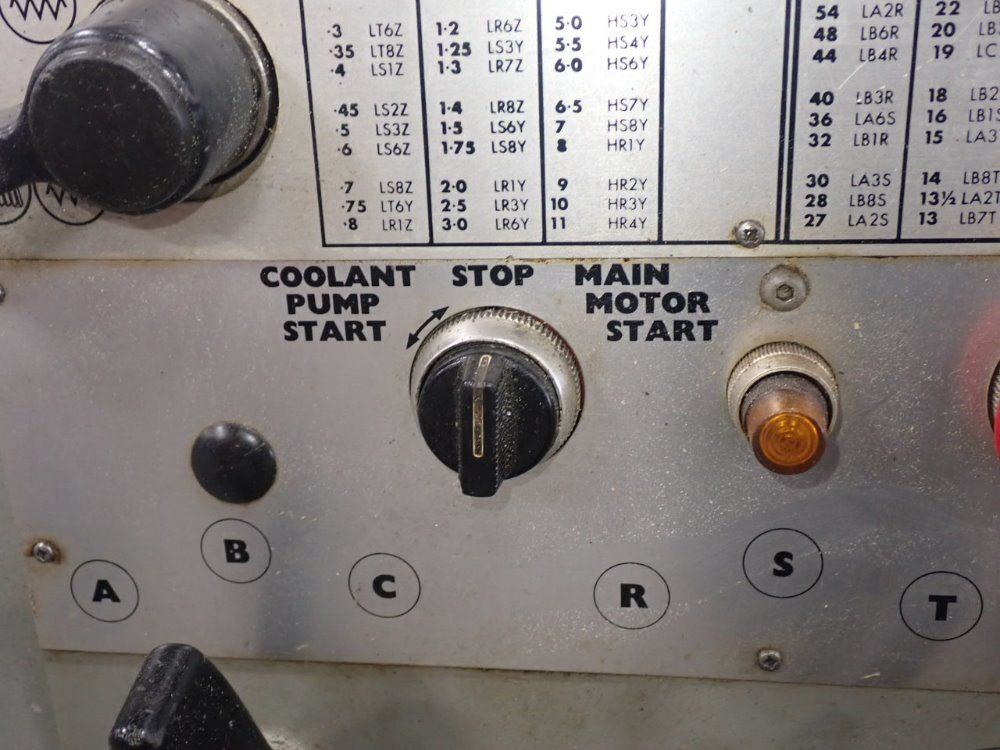 .3 LT6Z 1.2 LR6Z 5.0 HS3Y 54 LA2R 22
.35 LT8Z 1.25 LS3Y 5.5 HS4Y 48 LB6R 20
.4 LS1Z 1.3 LR7Z 6.0 HS6Y 44 LB4R 19
.45 LS2Z 1.4 LR8Z 6.5 HS7Y 40 LB3R 18
.5 LS3Z 1.5 LS6Y 7 HS8Y 36 LA6S 16 LB1S
.6 LS6Z 1.75 LS8Y 8 HR1Y 32 LB1R 15
.7 LS8Z 2.0 LR1Y 9 HR2Y 30 LA3S 14 LB8T
.75 LT6Y 2.5 LR3Y 10 HR3Y 28 LB8S 13½ LA2T
.8 LR1Z 3.0 LR6Y 11 HR4Y 27 LA2S 13 LB7T
COOLANT STOP MAIN
PUMP MOTOR
START START
A B C R S T